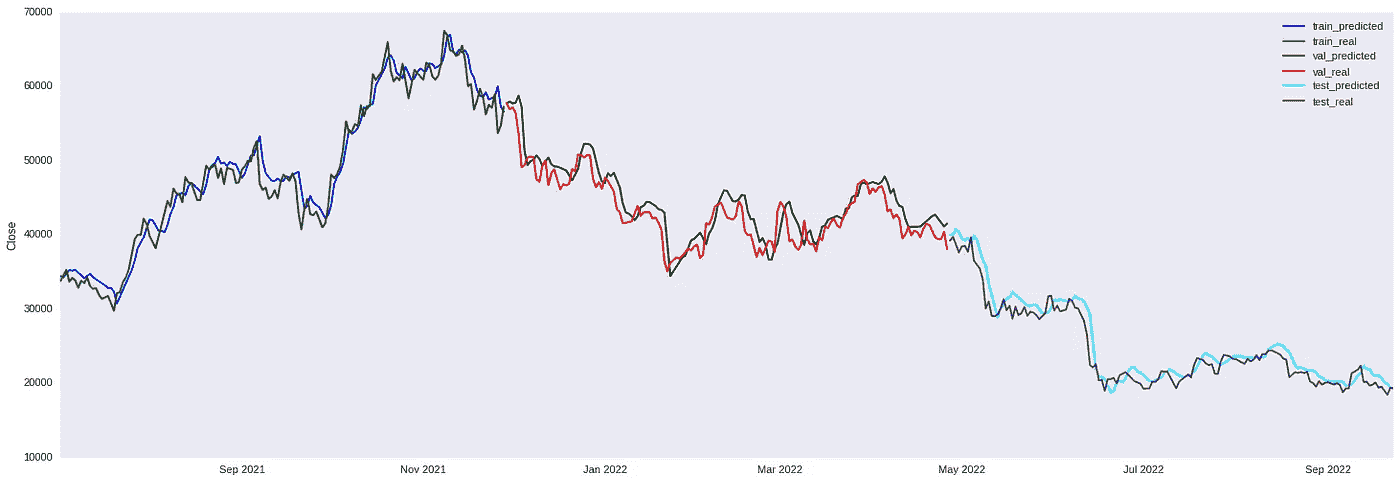 70000
60000
50000
40000
30000
20000
10000
Close
Sep 2021
Nov 2021
Jan 2022
Mar 2022
May 2022
Jul 2022
Sep 2022
train_predicted
train_real
val_predicted
val_real
test_predicted
test_real